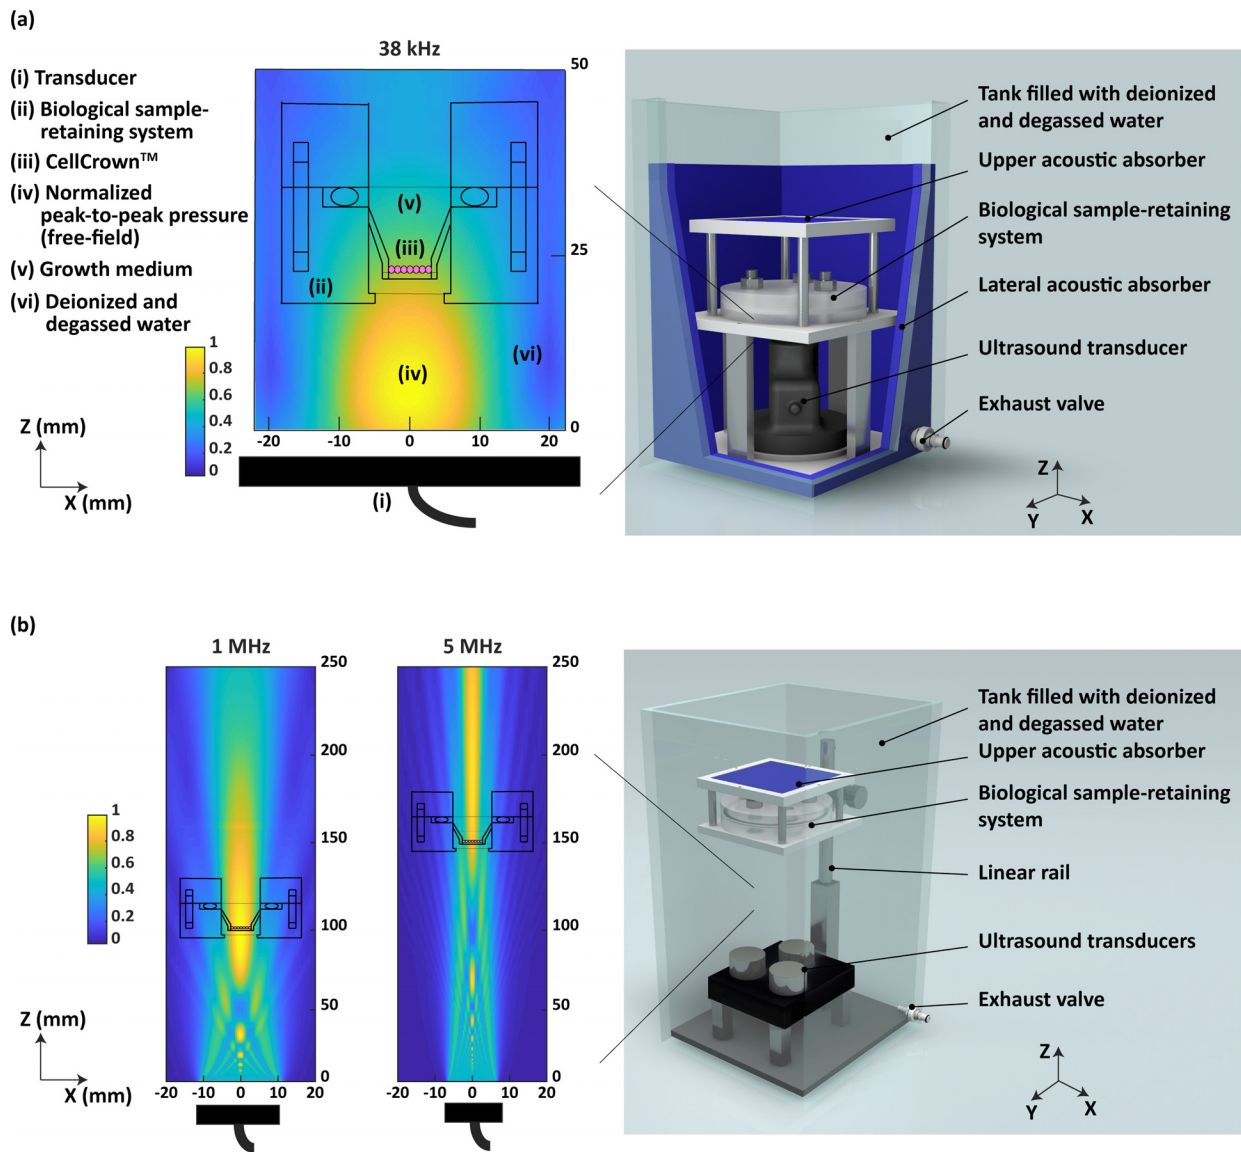 (a)
38 kHz
(i) Transducer
(ii) Biological sample-
retaining system
(iii) CellCrown™
(iv) Normalized
peak-to-peak pressure
(free-field)
(v) Growth medium
(vi) Deionized and
degassed water
1
0.8
0.6
0.4
0.2
0
Z (mm)
X (mm)
50
25
0
-20
-10
0
10
20
(v)
(iii)
(ii)
(vi)
(iv)
(i)
Tank filled with deionized
and degassed water
Upper acoustic absorber
Biological sample-retaining
system
Lateral acoustic absorber
Ultrasound transducer
Exhaust valve
Z
Y
X
(b)
1 MHz
5 MHz
1
0.8
0.6
0.4
0.2
0
Z (mm)
X (mm)
250
200
150
100
50
0
-20
-10
0
10
20
250
200
150
100
50
0
-20
-10
0
10
20
Tank filled with deionized
and degassed water
Upper acoustic absorber
Biological sample-retaining
system
Linear rail
Ultrasound transducers
Exhaust valve
Z
Y
X